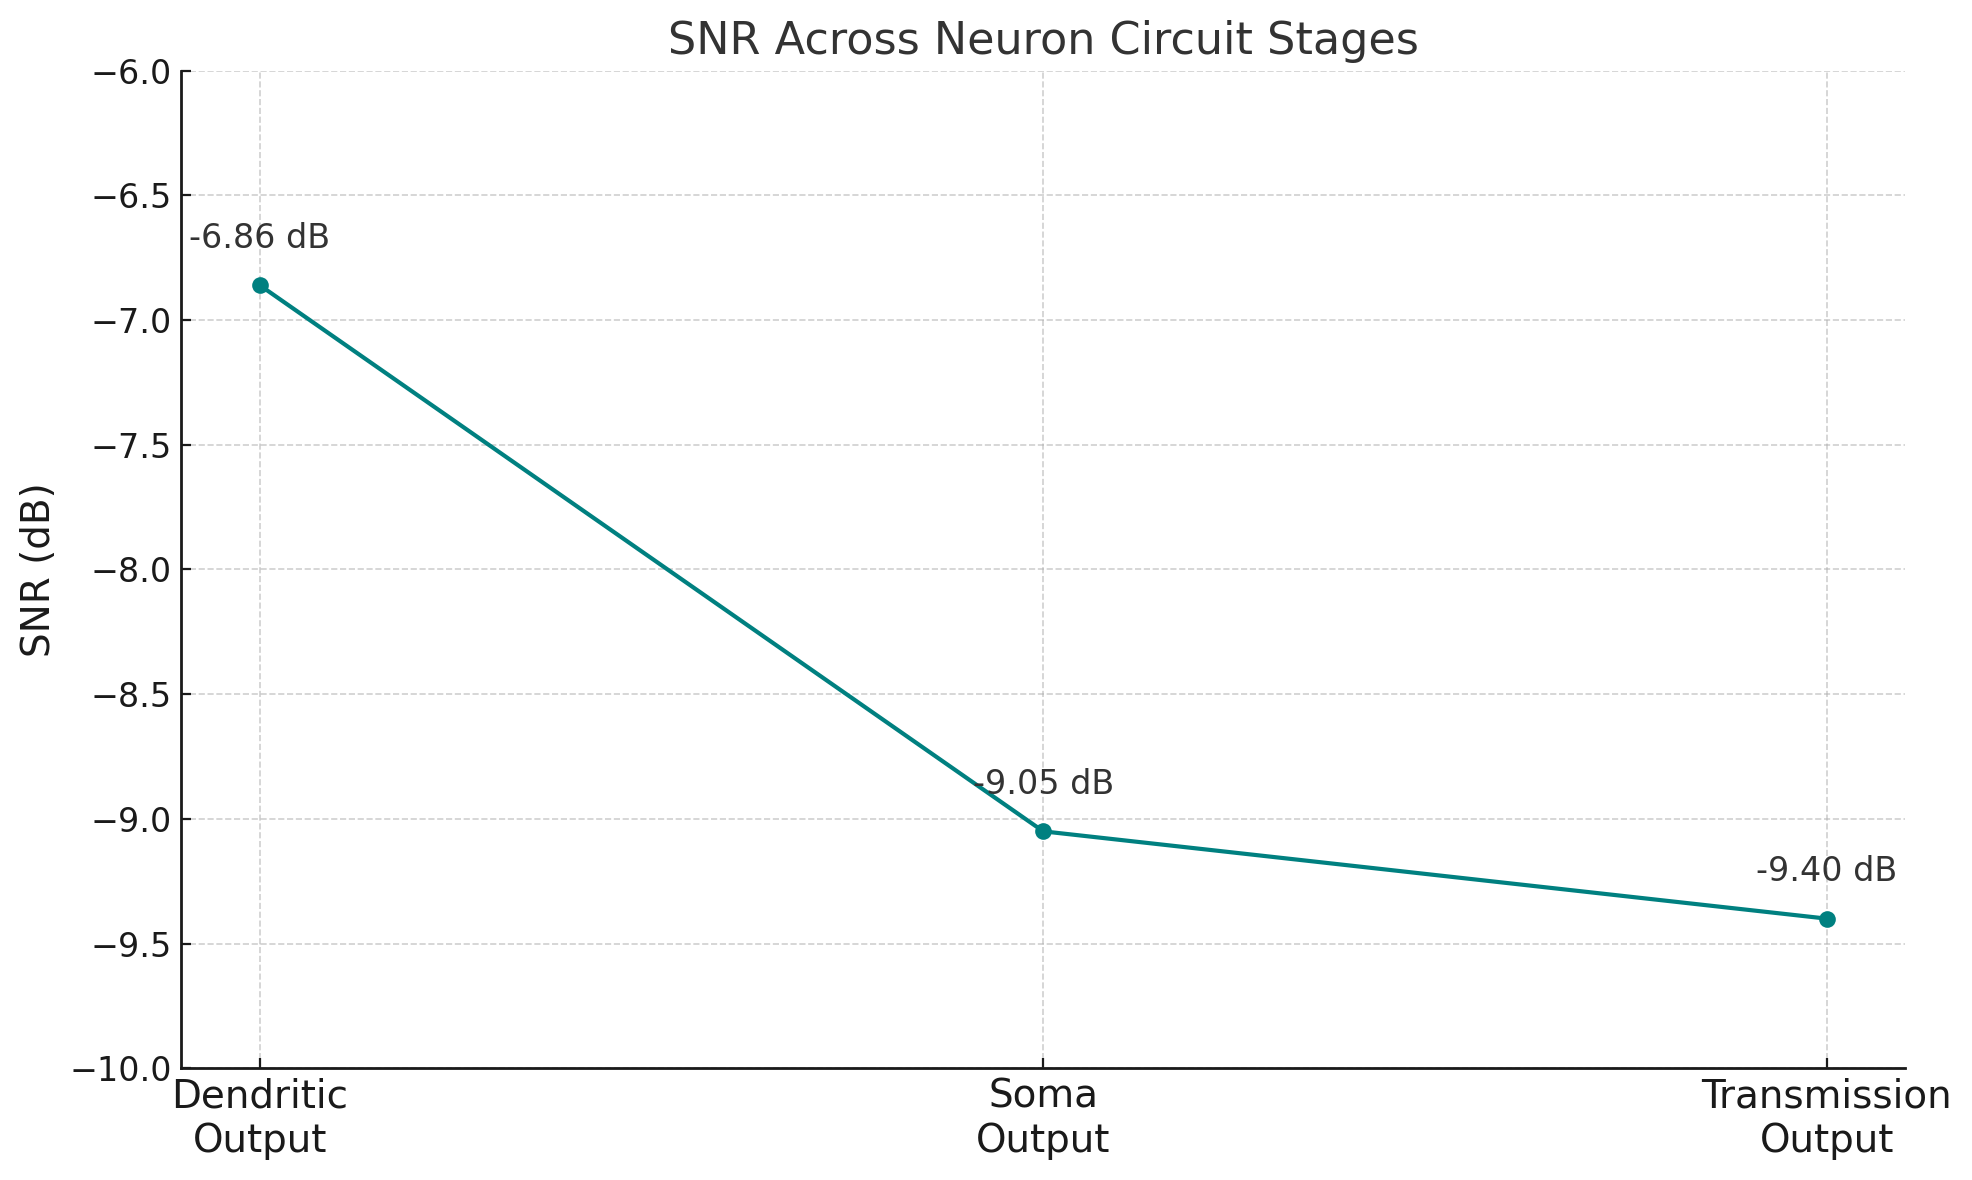 SNR Across Neuron Circuit Stages
−6.0
−6.5
-6.86 dB
−7.0
−7.5
−8.0
−8.5
-9.05 dB
−9.0
-9.40 dB
−9.5
−10.0
SNR (dB)
Dendritic
Output
Soma
Output
Transmission
Output